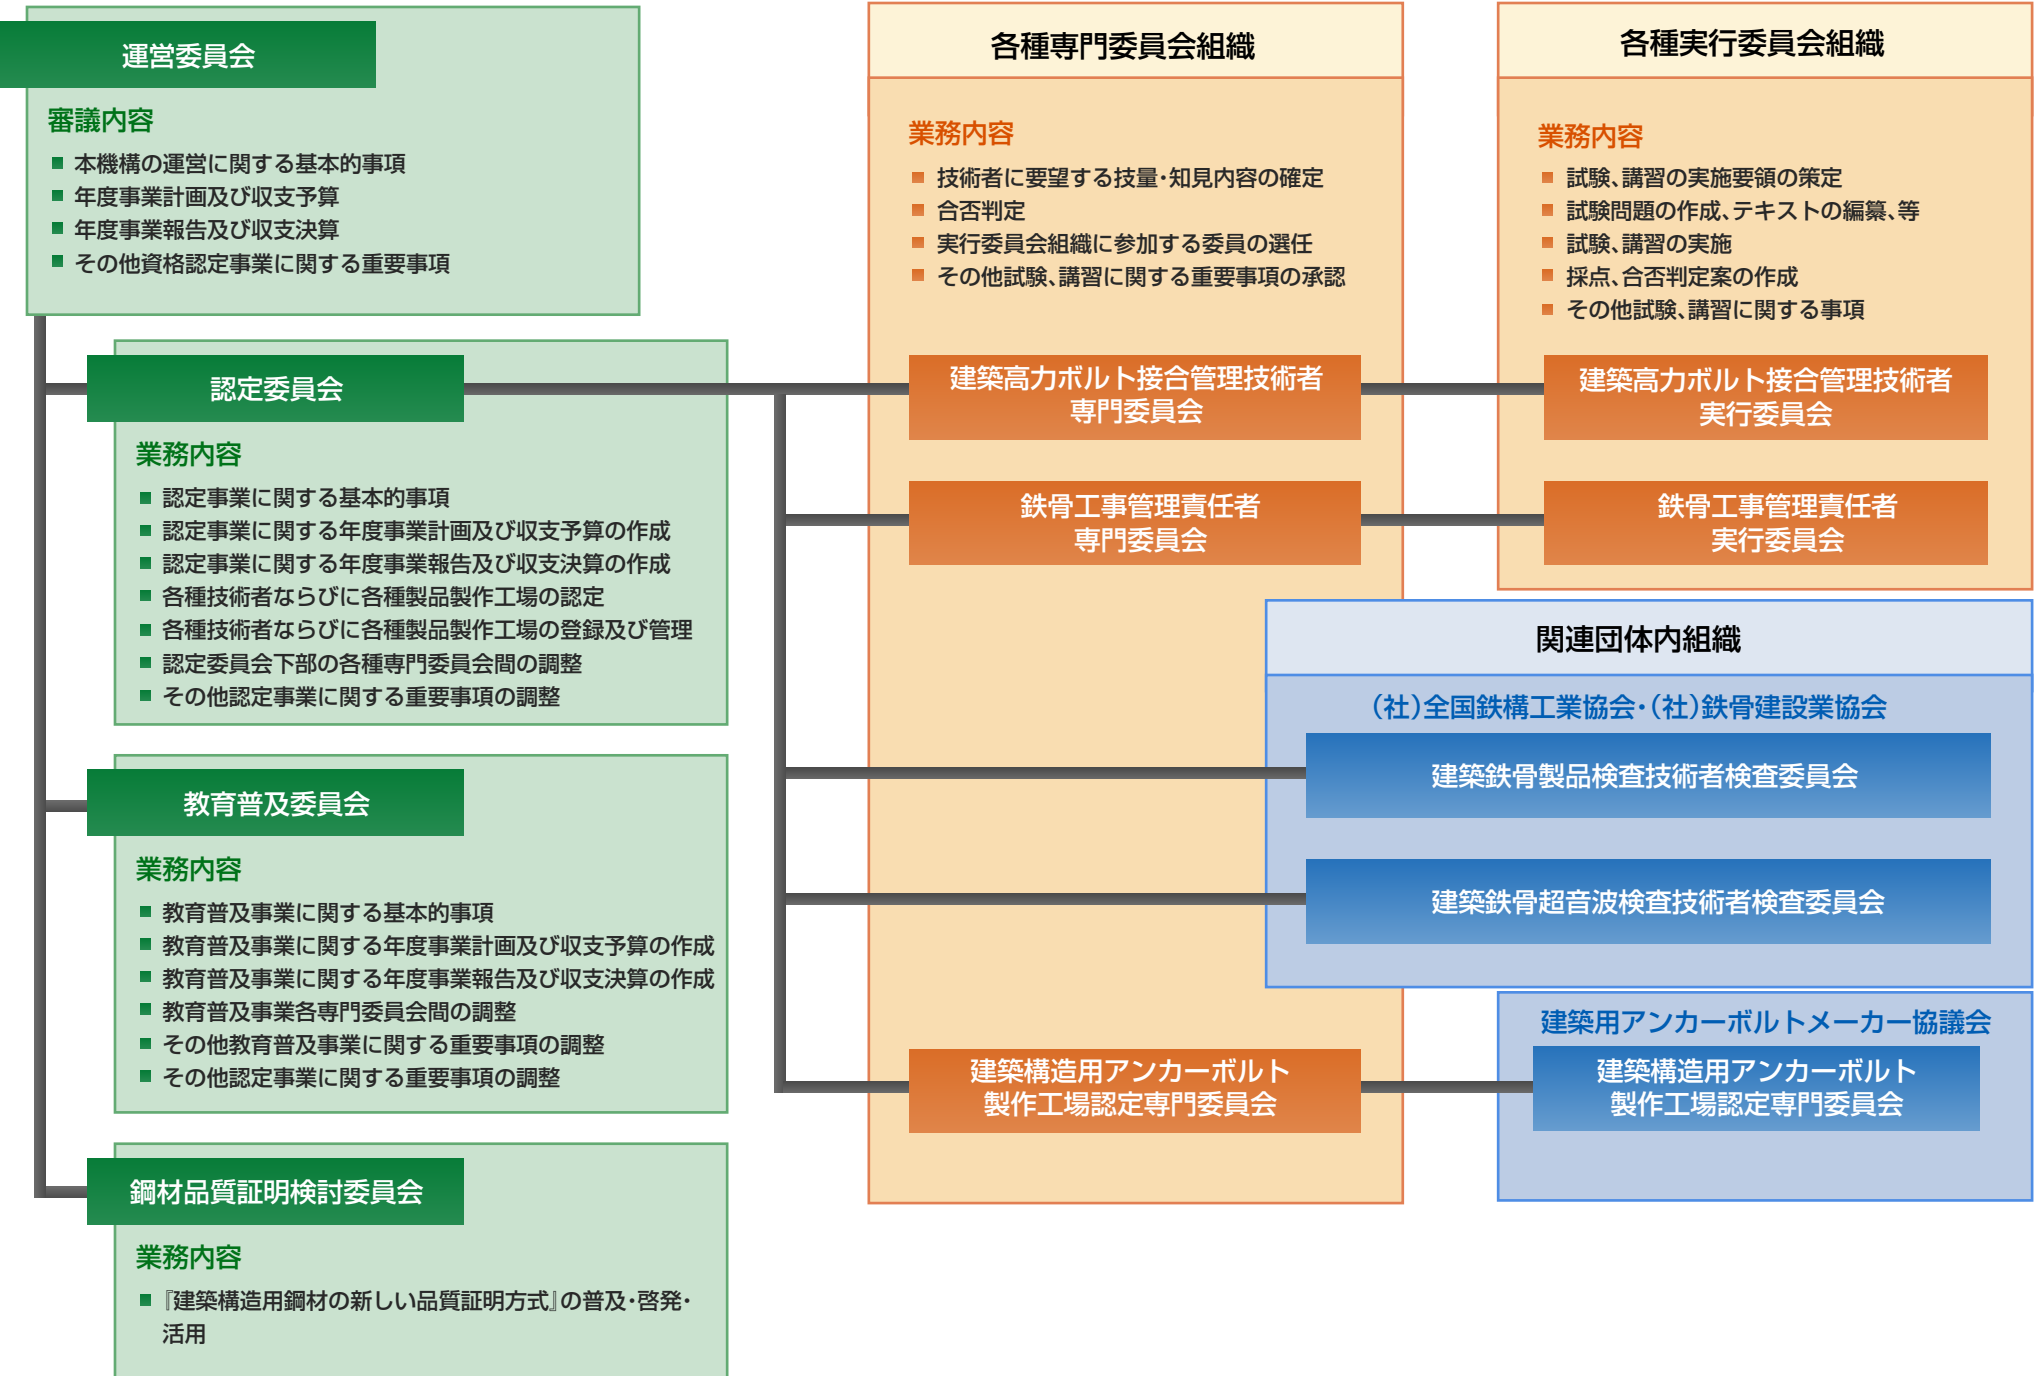 運営委員会
審議内容
本機構の運営に関する基本的事項
年度事業計画及び収支予算
年度事業報告及び収支決算
その他資格認定事業に関する重要事項
認定委員会
業務内容
認定事業に関する基本的事項
認定事業に関する年度事業計画及び収支予算の作成
認定事業に関する年度事業報告及び収支決算の作成
各種技術者ならびに各種製品製作工場の認定
各種技術者ならびに各種製品製作工場の登録及び管理
認定委員会下部の各種専門委員会間の調整
その他認定事業に関する重要事項の調整
教育普及委員会
業務内容
教育普及事業に関する基本的事項
教育普及事業に関する年度事業計画及び収支予算の作成
教育普及事業に関する年度事業報告及び収支決算の作成
教育普及事業各専門委員会間の調整
その他教育普及事業に関する重要事項の調整
その他認定事業に関する重要事項の調整
鋼材品質証明検討委員会
業務内容
『建築構造用鋼材の新しい品質証明方式』の普及・啓発・
活用
各種専門委員会組織
業務内容
技術者に要望する技量・知見内容の確定
合否判定
実行委員会組織に参加する委員の選任
その他試験、講習に関する重要事項の承認
建築高力ボルト接合管理技術者
専門委員会
鉄骨工事管理責任者
専門委員会
建築構造用アンカーボルト
製作工場認定専門委員会
各種実行委員会組織
業務内容
試験、講習の実施要領の策定
試験問題の作成、テキストの編纂、等
試験、講習の実施
採点、合否判定案の作成
その他試験、講習に関する事項
建築高力ボルト接合管理技術者
実行委員会
鉄骨工事管理責任者
実行委員会
関連団体内組織
（社）全国鉄構工業協会・（社）鉄骨建設業協会
建築鉄骨製品検査技術者検査委員会
建築鉄骨超音波検査技術者検査委員会
建築用アンカーボルトメーカー協議会
建築構造用アンカーボルト
製作工場認定専門委員会